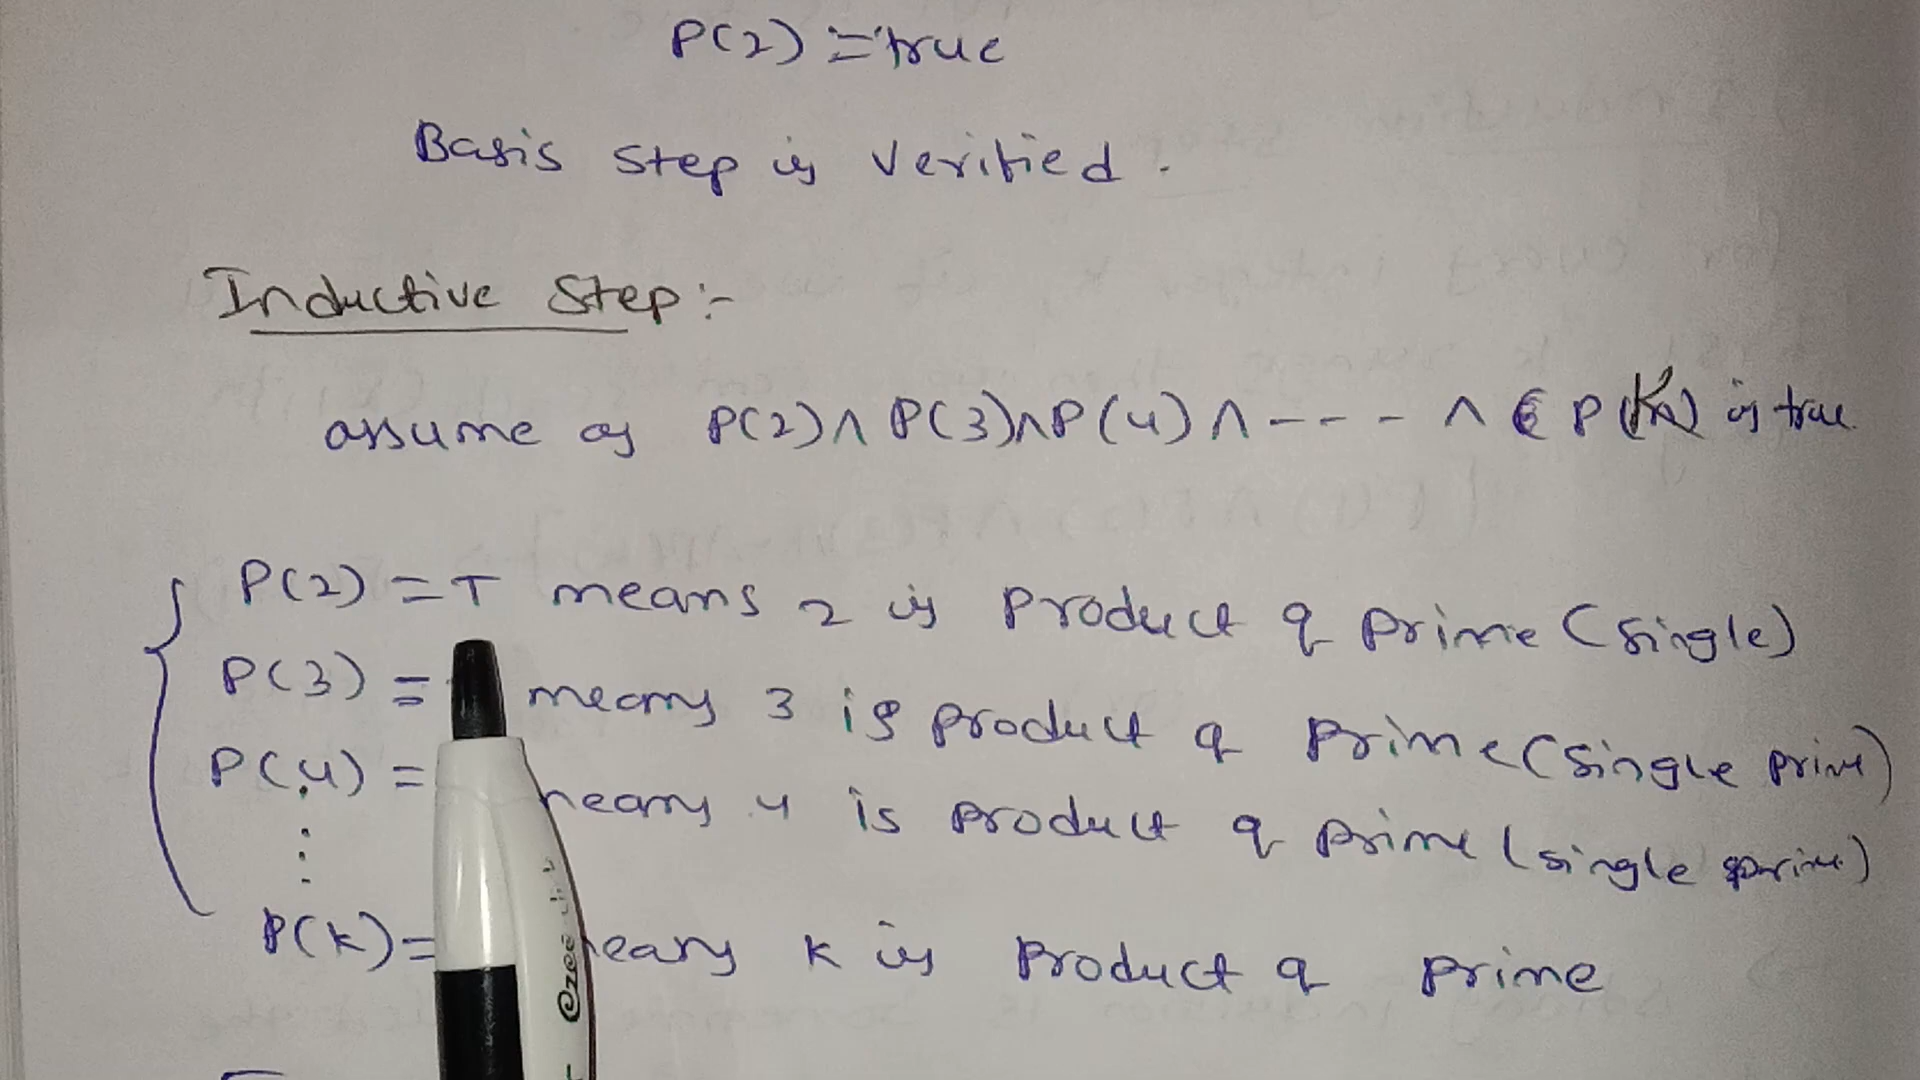 P(2) = true
Basis step is verified.
Inductive Step:-
assume as P(2)∧P(3)∧P(4)∧---- ∧ P(K) is true.
P(2) = T means 2 is product of prime (single)
P(3) = means 3 is product of prime (single prime)
P(4) = means 4 is product of prime (single prime)
⋮
P(k) = means k is product of prime